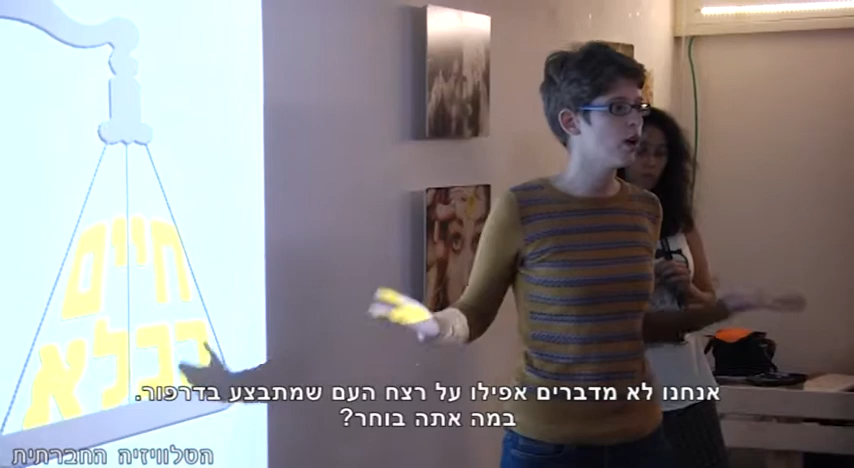 חיים
בכלא
אנחנו לא מדברים אפילו על רצח העם שמתבצע בדרפור.
במה אתה בוחר?
הטלוויזיה החברתית